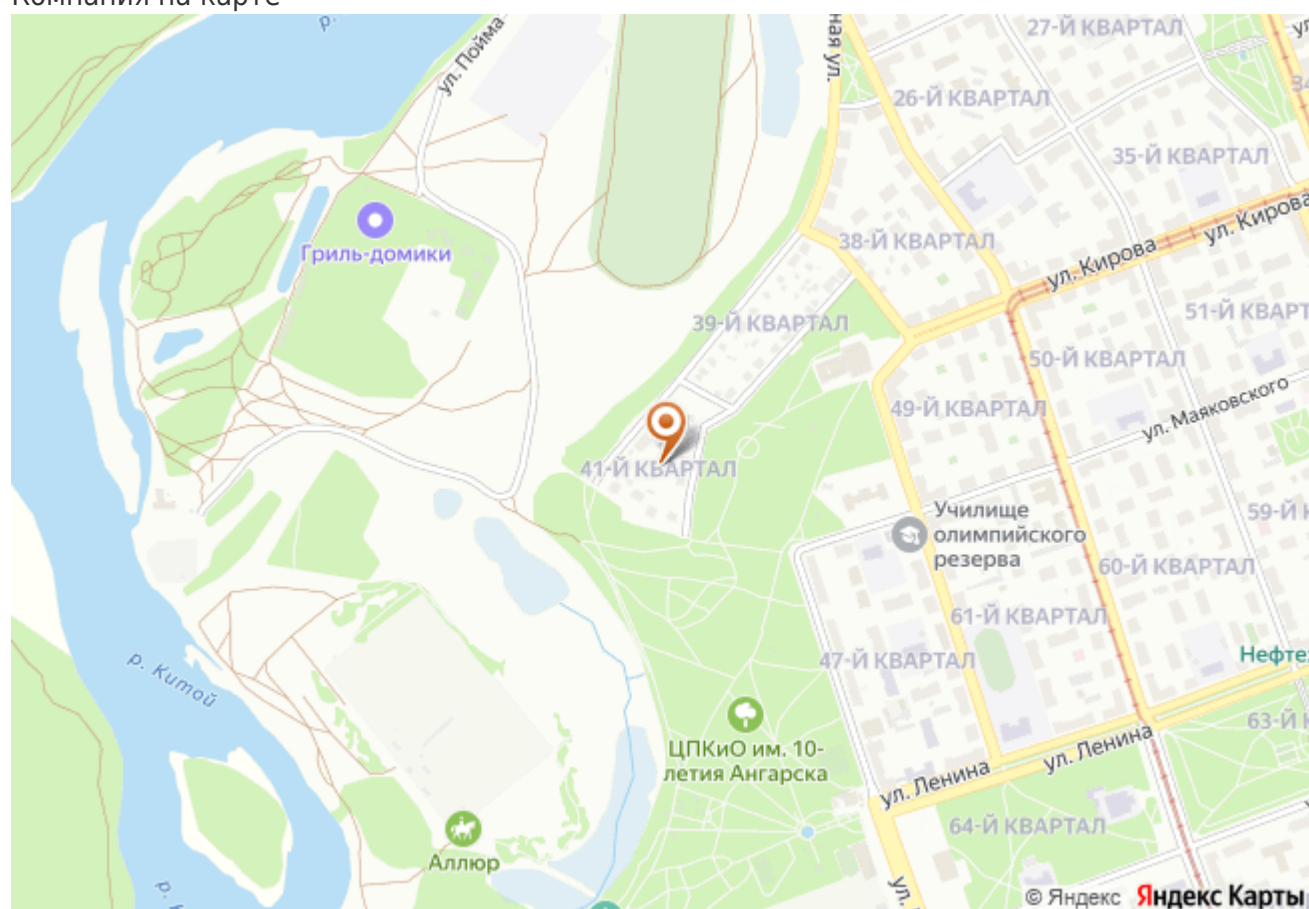 Компания на карте
р.
ул. Пойма
ная ул.
27-Й КВАРТАЛ
26-Й КВАРТАЛ
35-Й КВАРТАЛ
Гриль-домики
38-Й КВАРТАЛ
ул. Кирова
ул. Кирова
39-Й КВАРТАЛ
51-Й КВАРТ
50-Й КВАРТАЛ
49-Й КВАРТАЛ
ул. Маяковского
41-Й КВАРТАЛ
Училище
олимпийского
резерва
59-Й К
60-Й КВАРТАЛ
61-Й КВАРТАЛ
47-Й КВАРТАЛ
Нефтех
р. Китой
63-Й К
ЦПКиО им. 10-
летия Ангарска
ул. Ленина
ул. Ленина
64-Й КВАРТАЛ
Аллюр
р.
ул.
© Яндекс Яндекс Карты